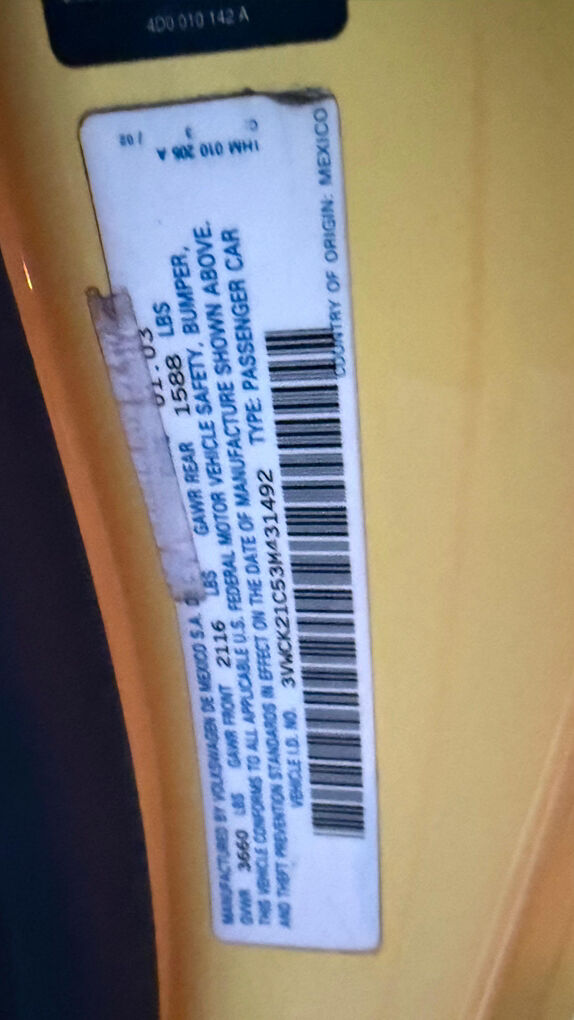 4D0 010 142 A
MANUFACTURED BY VOLKSWAGEN DE MEXICO S.A. 01.03
GVWR 3660 LBS GAWR FRONT 2116 LBS GAWR REAR 1588 LBS
THIS VEHICLE CONFORMS TO ALL APPLICABLE U.S. FEDERAL MOTOR VEHICLE SAFETY, BUMPER,
AND THEFT PREVENTION STANDARDS IN EFFECT ON THE DATE OF MANUFACTURE SHOWN ABOVE.
VEHICLE I.D. NO. 3VWCK21C53M431492 TYPE: PASSENGER CAR
COUNTRY OF ORIGIN: MEXICO
1HM 010 205 A